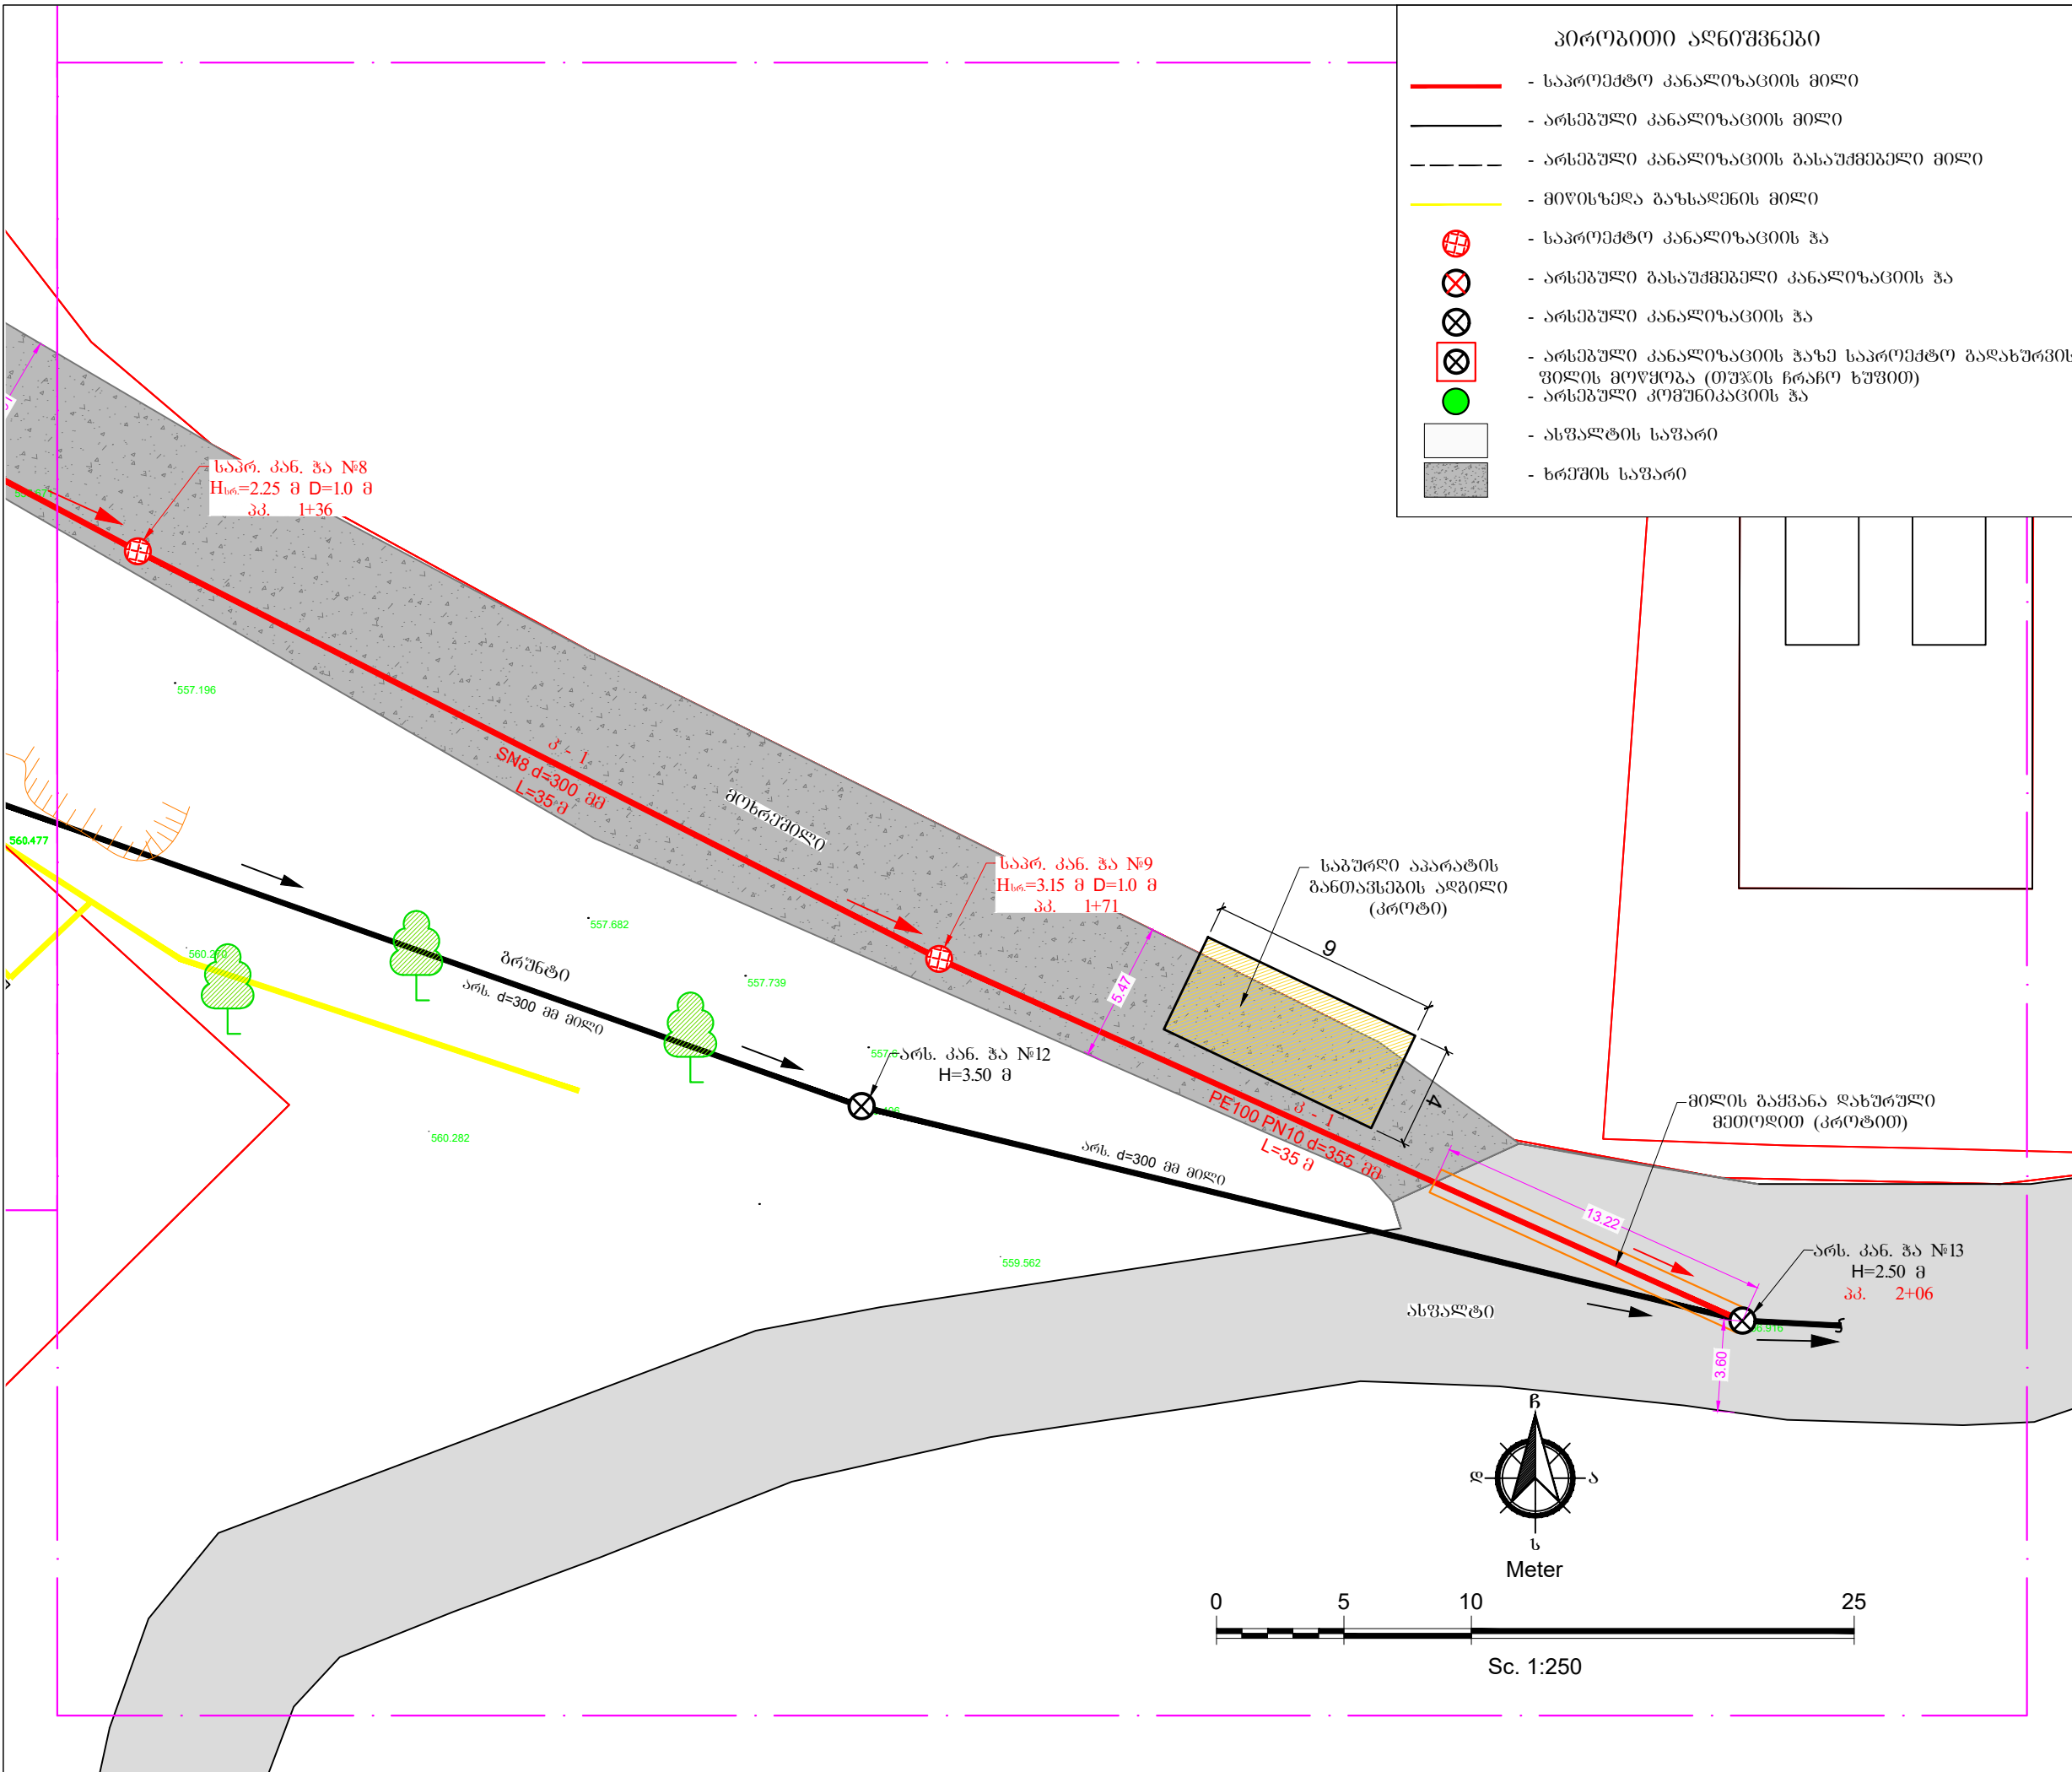 პირობითი აღნიშვნები
- საპროექტო კანალიზაციის მილი
- არსებული კანალიზაციის მილი
- არსებული კანალიზაციის გასაუქმებელი მილი
- მიწისზედა გაზსადენის მილი
- საპროექტო კანალიზაციის ჭა
- არსებული გასაუქმებელი კანალიზაციის ჭა
- არსებული კანალიზაციის ჭა
- არსებული კანალიზაციის ჭაზე საპროექტო გადახურვის
ფილის მოწყობა (თუჯის ჩრაჩო ხუფით)
- არსებული კომუნიკაციის ჭა
- ასფალტის საფარი
- ხრეშის საფარი
საპრ. კან. ჭა №8
Hსრ.=2.25 მ D=1.0 მ
პკ. 1+36
557.196
კ - 1
SN8 d=300 მმ
L=35 მ
მოხრეშილი
560.477
საპრ. კან. ჭა №9
Hსრ.=3.15 მ D=1.0 მ
პკ. 1+71
საბურღი აპარატის
განთავსების ადგილი
(კროტი)
9
4
5.47
557.682
560.270
გრუნტი
არს. d=300 მმ მილი
557.739
არს. კან. ჭა №12
H=3.50 მ
560.282
კ - 1
PE100 PN10 d=355 მმ
L=35 მ
მილის გაყვანა დახურული
მეთოდით (კროტით)
არს. d=300 მმ მილი
13.22
559.562
არს. კან. ჭა №13
H=2.50 მ
პკ. 2+06
ასფალტი
3.60
ჩ
დ
ა
ს
Meter
0 5 10 25
Sc. 1:250